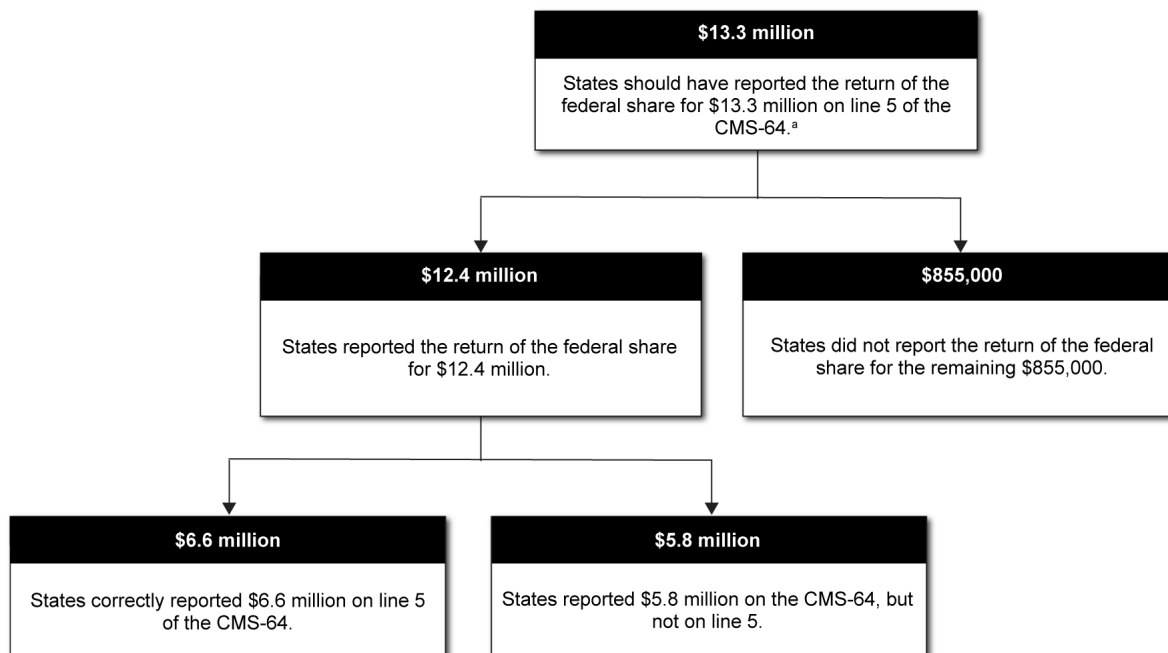 $13.3 million
States should have reported the return of the
federal share for $13.3 million on line 5 of the
CMS-64.ᵃ
$12.4 million
States reported the return of the federal share
for $12.4 million.
$855,000
States did not report the return of the federal
share for the remaining $855,000.
$6.6 million
States correctly reported $6.6 million on line 5
of the CMS-64.
$5.8 million
States reported $5.8 million on the CMS-64, but
not on line 5.